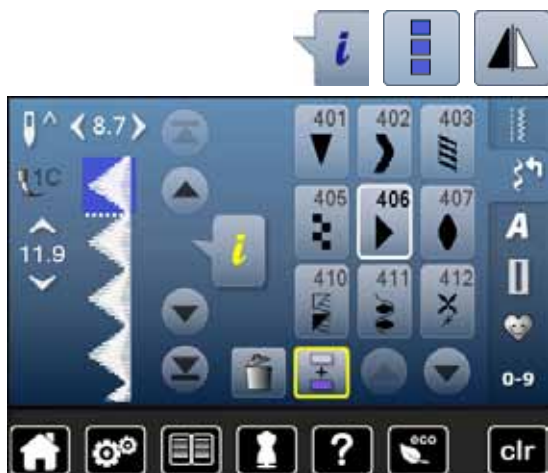 i
^ 8.7 401 402 403
1C
405 406 407
11.9 i A
410 411 412
+ 0-9
? eco clr